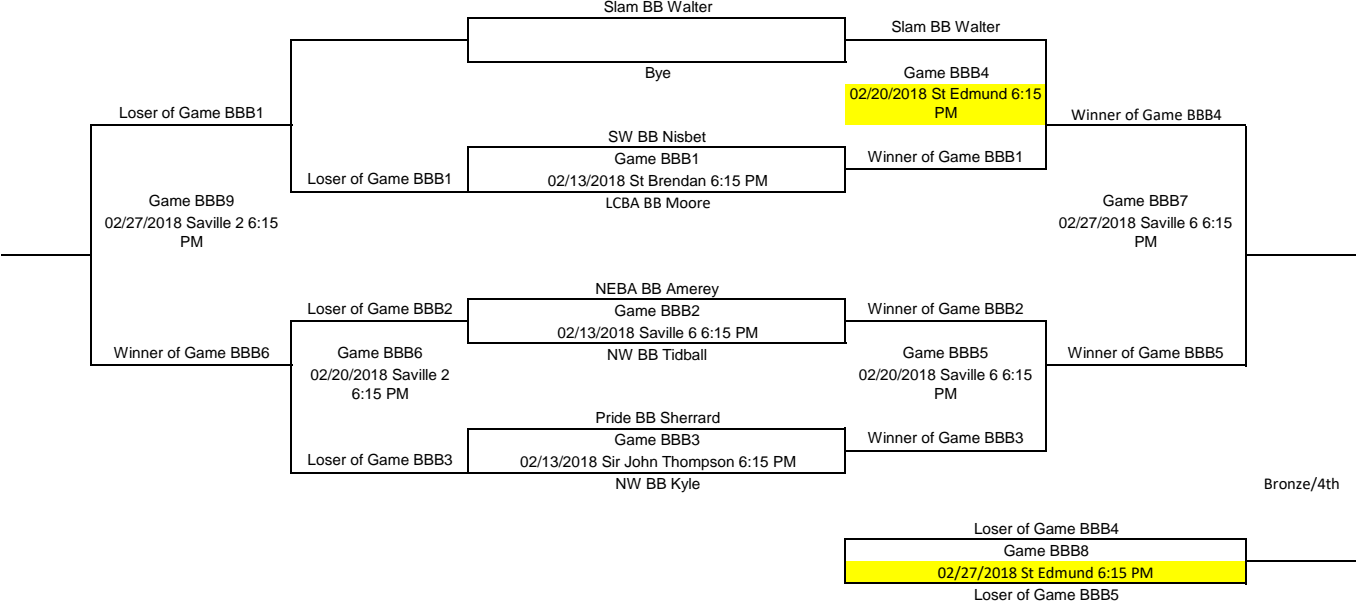 Slam BB Walter
Slam BB Walter
Bye
Game BBB4
02/20/2018 St Edmund 6:15
PM
Loser of Game BBB1
Winner of Game BBB4
SW BB Nisbet
Game BBB1
Winner of Game BBB1
Loser of Game BBB1
02/13/2018 St Brendan 6:15 PM
LCBA BB Moore
Game BBB9
02/27/2018 Saville 2 6:15
PM
Game BBB7
02/27/2018 Saville 6 6:15
PM
NEBA BB Amerey
Loser of Game BBB2
Game BBB2
Winner of Game BBB2
02/13/2018 Saville 6 6:15 PM
NW BB Tidball
Winner of Game BBB6
Game BBB6
02/20/2018 Saville 2
6:15 PM
Game BBB5
02/20/2018 Saville 6 6:15
PM
Winner of Game BBB5
Pride BB Sherrard
Game BBB3
Winner of Game BBB3
Loser of Game BBB3
02/13/2018 Sir John Thompson 6:15 PM
NW BB Kyle
Bronze/4th
Loser of Game BBB4
Game BBB8
02/27/2018 St Edmund 6:15 PM
Loser of Game BBB5